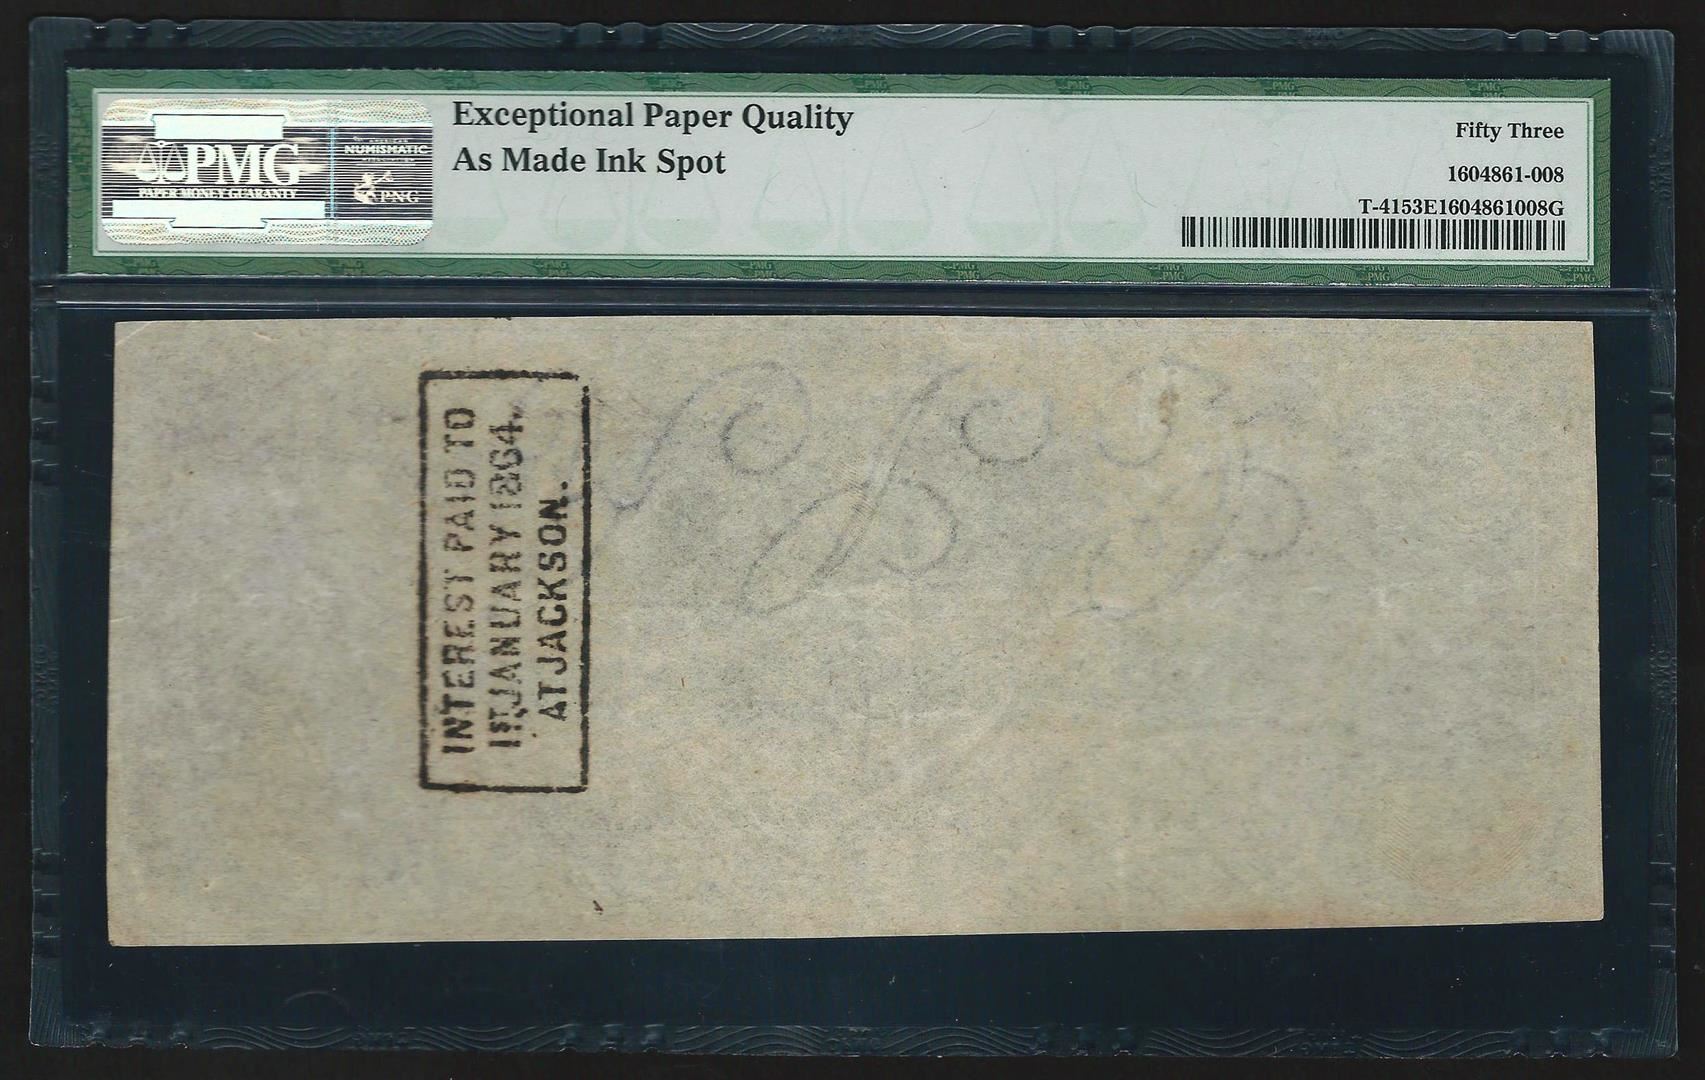 Exceptional Paper Quality
As Made Ink Spot
PMG
PAPER MONEY GUARANTY
NUMISMATIC
PNG
Fifty Three
1604861-008
T-4153E1604861008G
INTEREST PAID TO
1ST JANUARY 1864.
AT JACKSON.